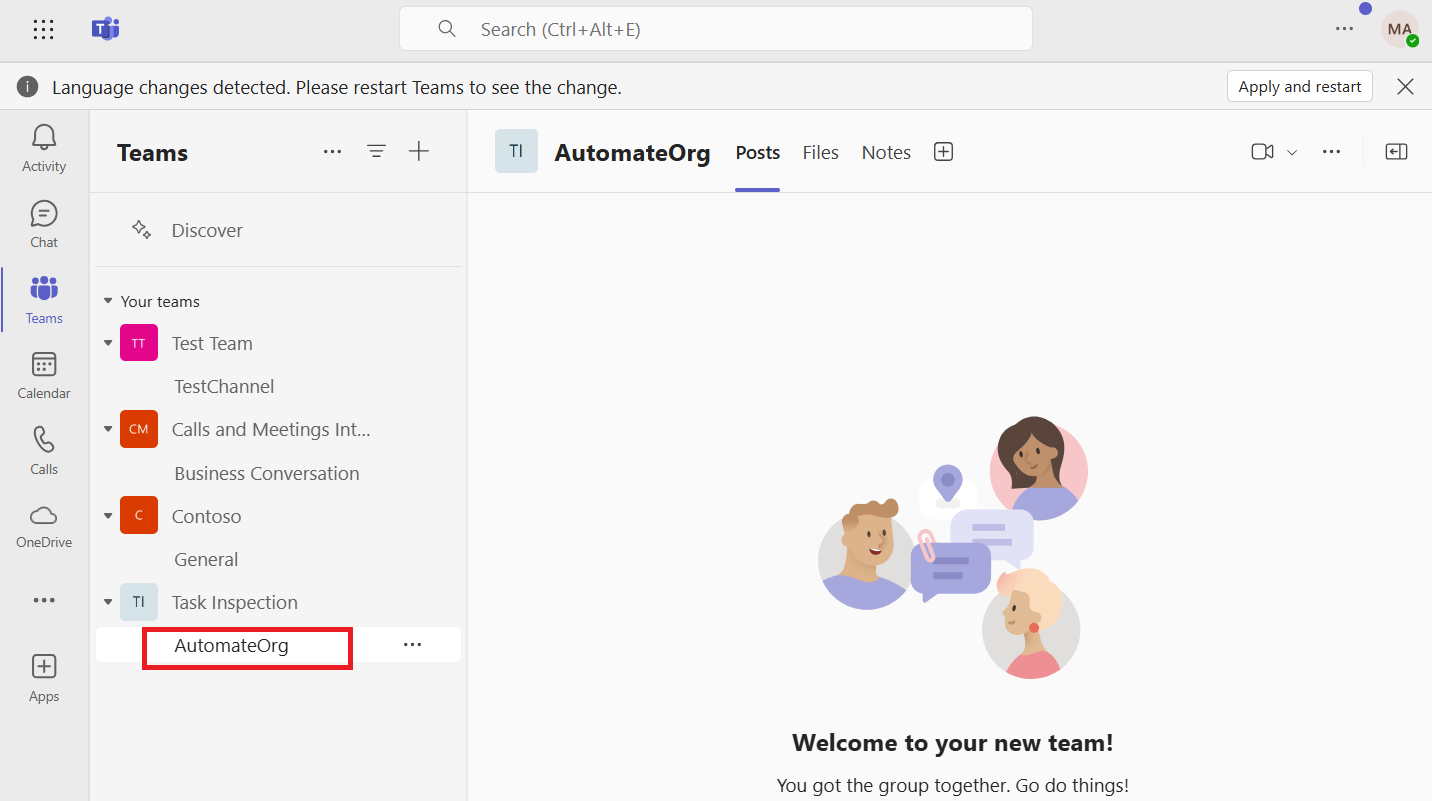 Search (Ctrl+Alt+E)
MA
Language changes detected. Please restart Teams to see the change.
Apply and restart
Activity
Chat
Teams
Calendar
Calls
OneDrive
Apps
Teams
Discover
Your teams
TT Test Team
TestChannel
CM Calls and Meetings Int...
Business Conversation
C Contoso
General
TI Task Inspection
AutomateOrg
TI AutomateOrg Posts Files Notes
Welcome to your new team!
You got the group together. Go do things!